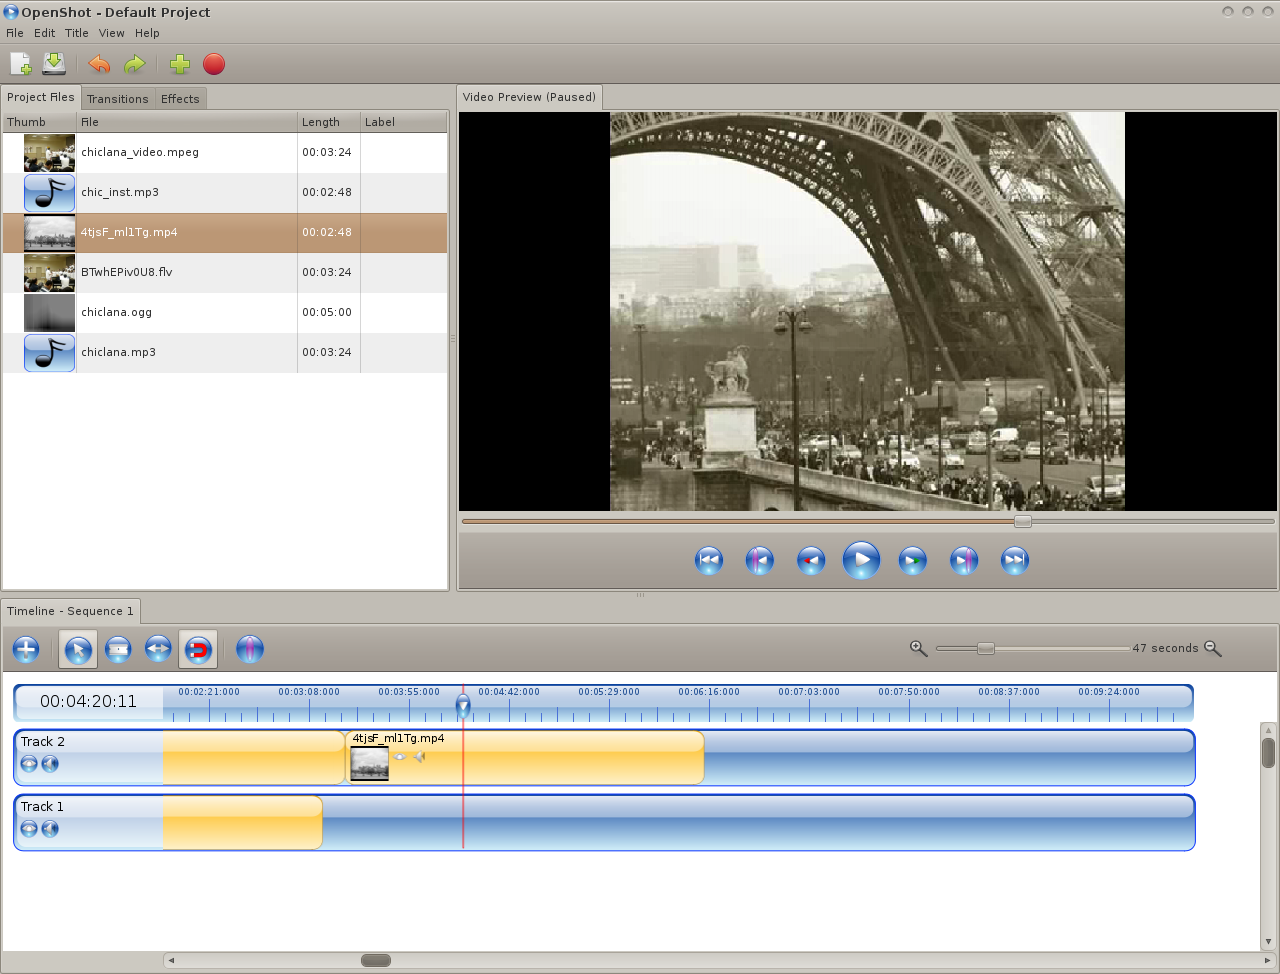 OpenShot - Default Project
File Edit Title View Help
Project Files Transitions Effects
Thumb File Length Label
chiclana_video.mpeg 00:03:24
chic_inst.mp3 00:02:48
4tjsF_ml1Tg.mp4 00:02:48
BTwhEPiv0U8.flv 00:03:24
chiclana.ogg 00:05:00
chiclana.mp3 00:03:24
Video Preview (Paused)
Timeline - Sequence 1
47 seconds
00:04:20:11
00:02:21:000 00:03:08:000 00:03:55:000 00:04:42:000 00:05:29:000 00:06:16:000 00:07:03:000 00:07:50:000 00:08:37:000 00:09:24:000
Track 2
4tjsF_ml1Tg.mp4
Track 1